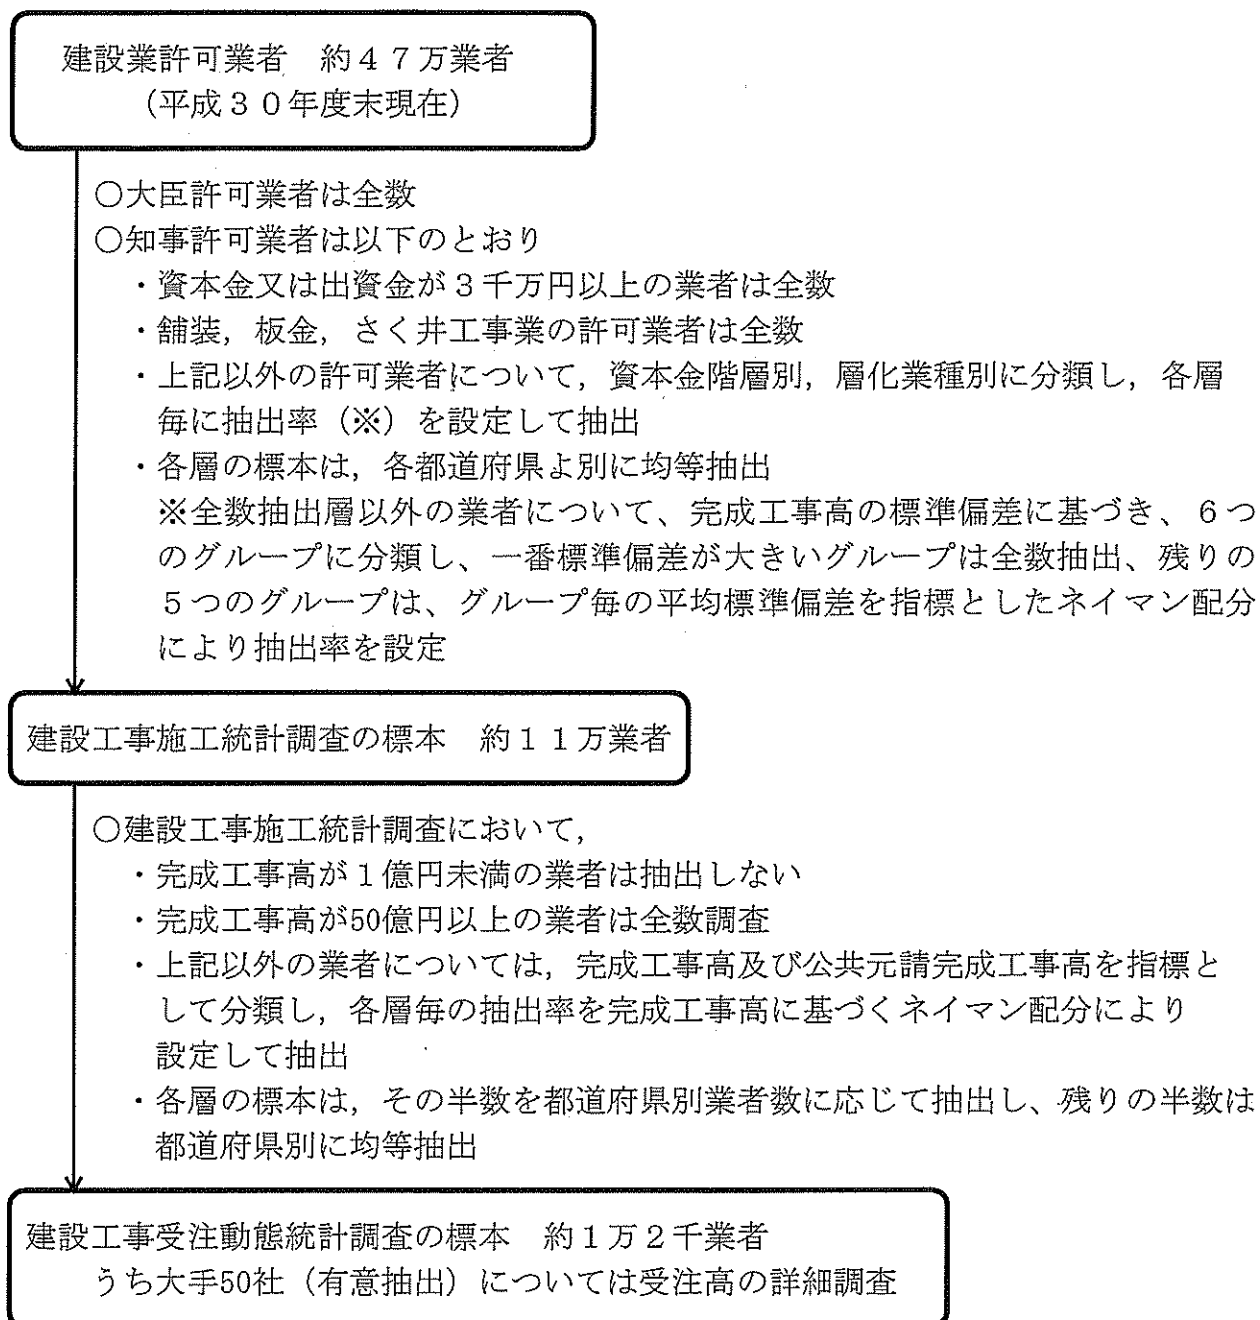 建設業許可業者　約４７万業者
（平成３０年度末現在）
○大臣許可業者は全数
○知事許可業者は以下のとおり
・資本金又は出資金が３千万円以上の業者は全数
・舗装，板金，さく井工事業の許可業者は全数
・上記以外の許可業者について，資本金階層別，層化業種別に分類し，各層
毎に抽出率（※）を設定して抽出
・各層の標本は，各都道府県よ別に均等抽出
※全数抽出層以外の業者について、完成工事高の標準偏差に基づき、６つ
のグループに分類し、一番標準偏差が大きいグループは全数抽出、残りの
５つのグループは、グループ毎の平均標準偏差を指標としたネイマン配分
により抽出率を設定
建設工事施工統計調査の標本　約１１万業者
○建設工事施工統計調査において，
・完成工事高が１億円未満の業者は抽出しない
・完成工事高が50億円以上の業者は全数調査
・上記以外の業者については，完成工事高及び公共元請完成工事高を指標と
して分類し，各層毎の抽出率を完成工事高に基づくネイマン配分により
設定して抽出
・各層の標本は，その半数を都道府県別業者数に応じて抽出し、残りの半数は
都道府県別に均等抽出
建設工事受注動態統計調査の標本　約１万２千業者
うち大手50社（有意抽出）については受注高の詳細調査